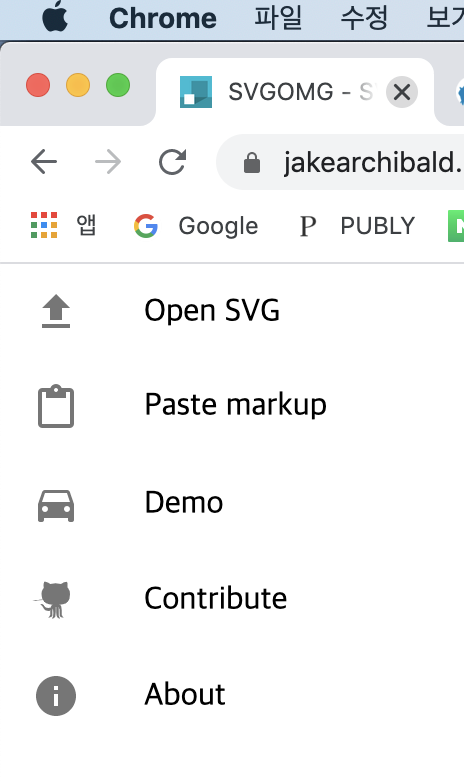 Chrome 파일 수정 보기
SVGOMG - S
jakearchibald.
앱 Google P PUBLY
Open SVG
Paste markup
Demo
Contribute
About